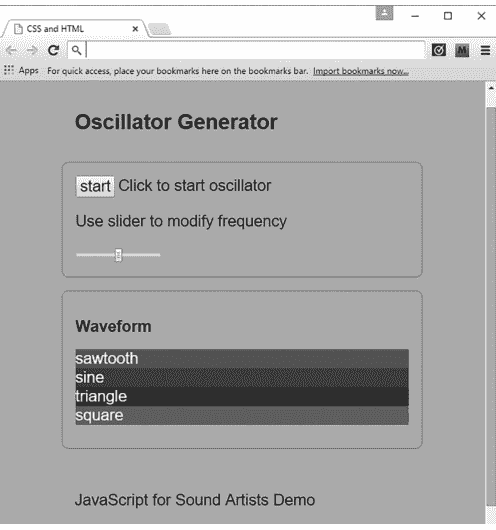 CSS and HTML
Apps For quick access, place your bookmarks here on the bookmarks bar. Import bookmarks now...
Oscillator Generator
start Click to start oscillator
Use slider to modify frequency
Waveform
sawtooth
sine
triangle
square
JavaScript for Sound Artists Demo